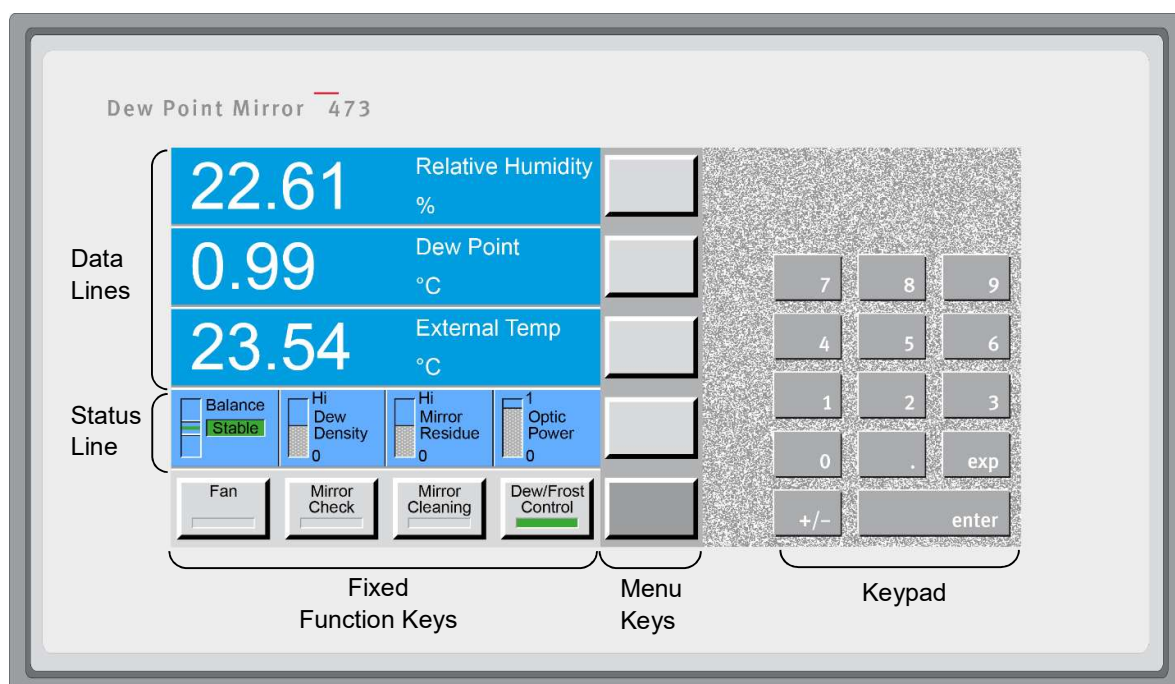 Dew Point Mirror 473
22.61 Relative Humidity
%
0.99 Dew Point
°C
23.54 External Temp
°C
Data
Lines
Status
Line
Balance
Stable
Hi
Dew
Density
0
Hi
Mirror
Residue
0
1
Optic
Power
0
Fan
Mirror
Check
Mirror
Cleaning
Dew/Frost
Control
7 8 9
4 5 6
1 2 3
0 . exp
+/- enter
Fixed
Function Keys
Menu
Keys
Keypad